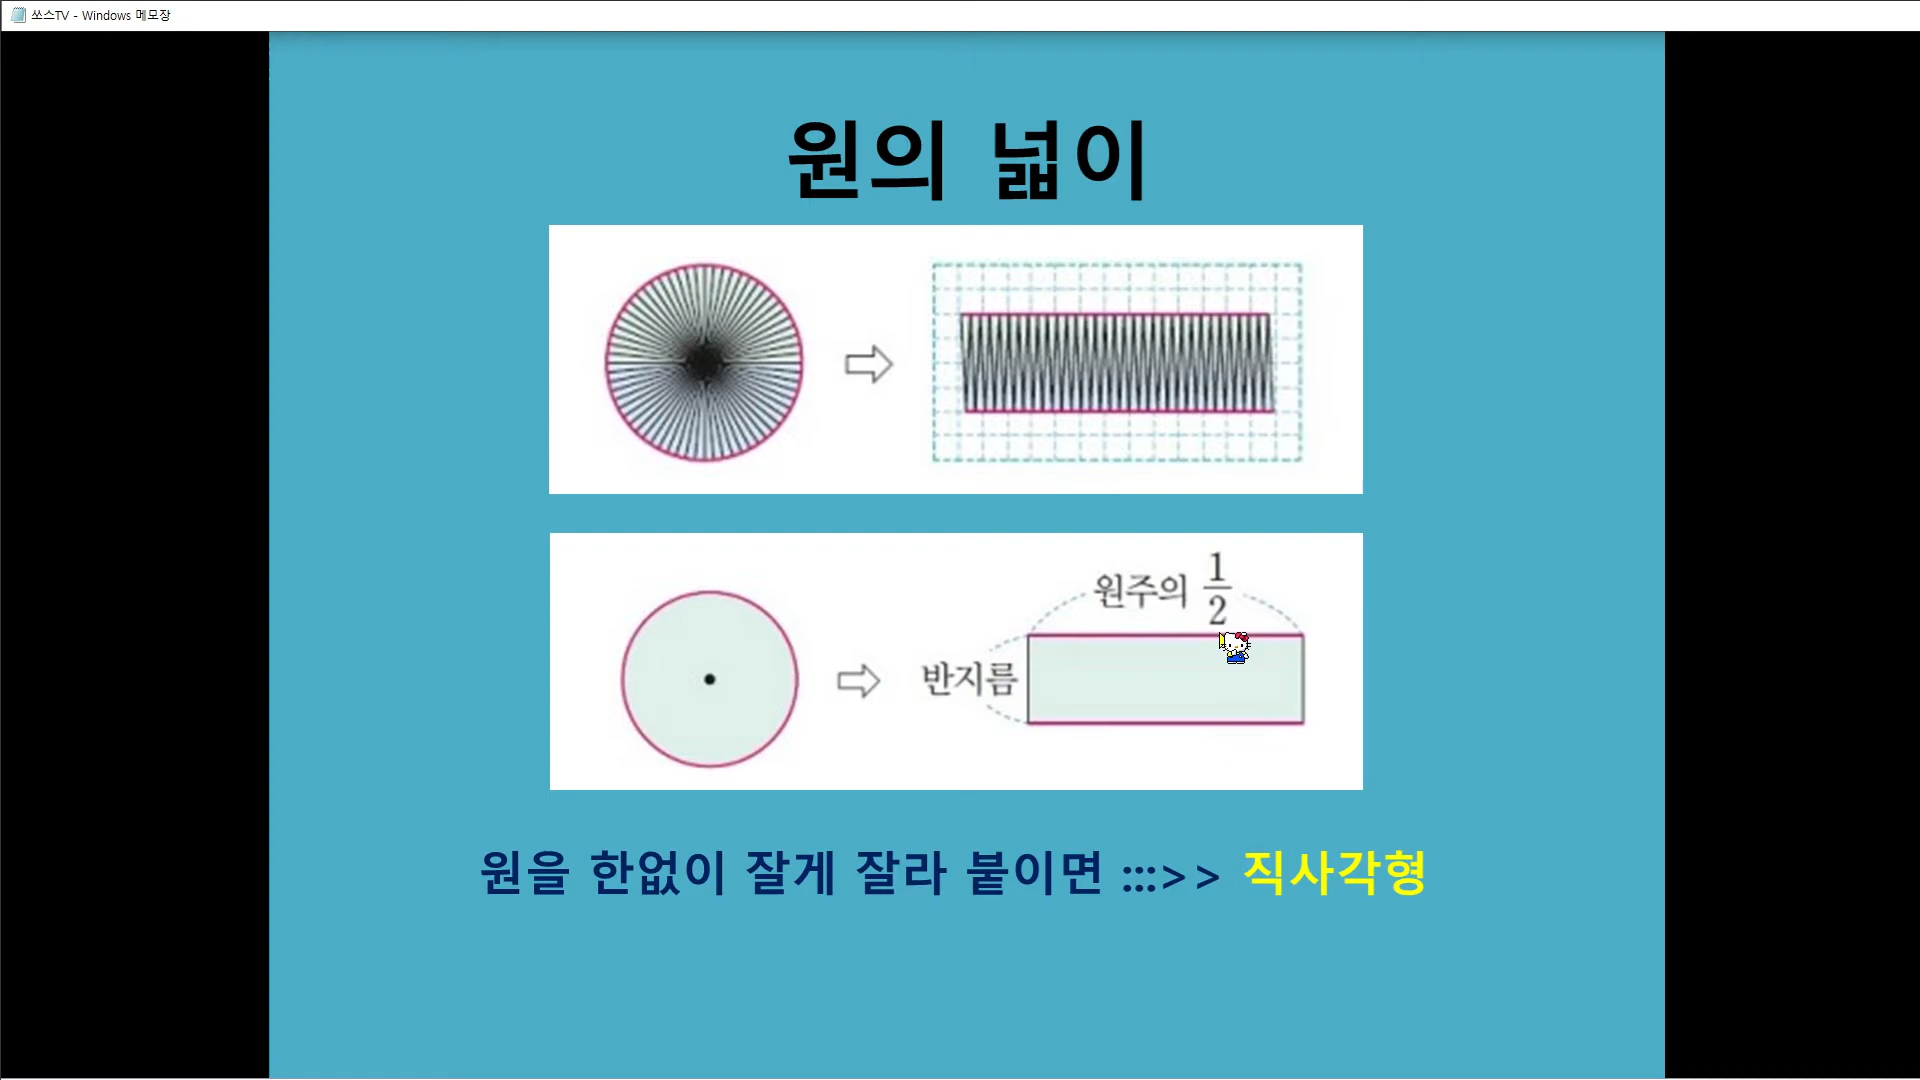 쏘스TV - Windows 메모장
원의 넓이
원주의 1/2
반지름
원을 한없이 잘게 잘라 붙이면 :::>> 직사각형